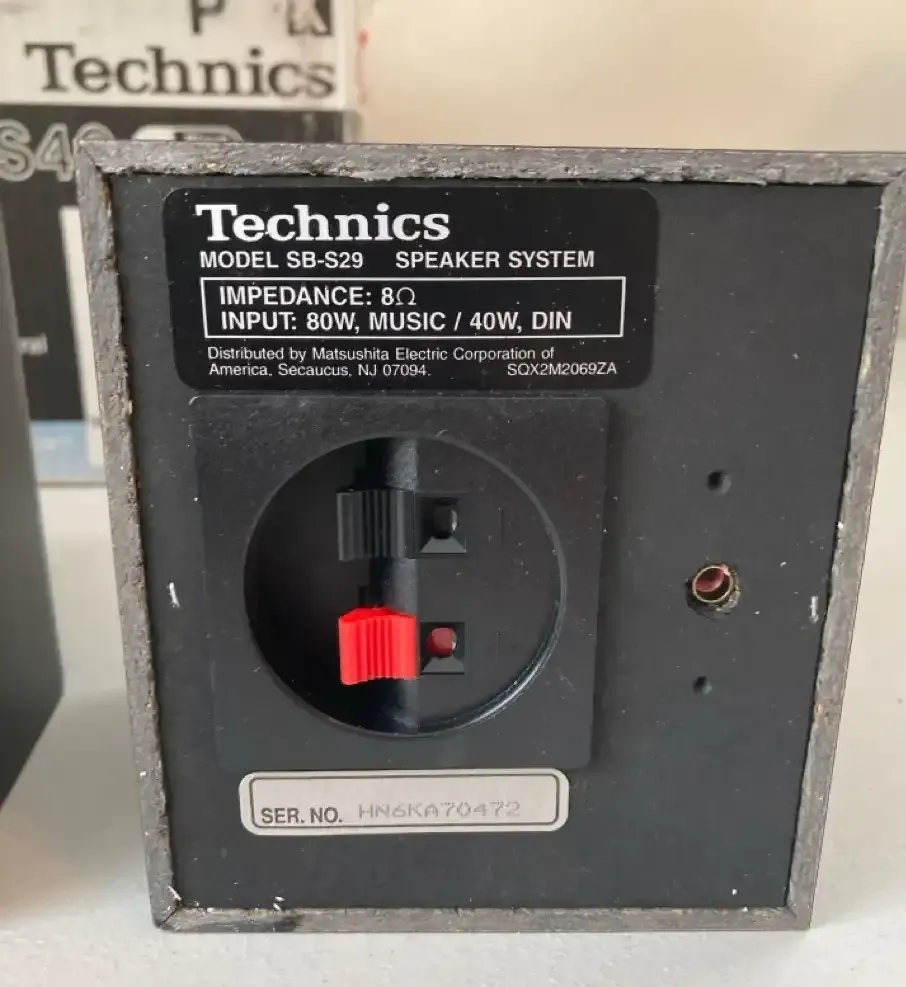 Technics
S40
Technics
MODEL SB-S29 SPEAKER SYSTEM
IMPEDANCE: 8Ω
INPUT: 80W, MUSIC / 40W, DIN
Distributed by Matsushita Electric Corporation of
America. Secaucus, NJ 07094. SQX2M2069ZA
SER. NO. HN6KA70472